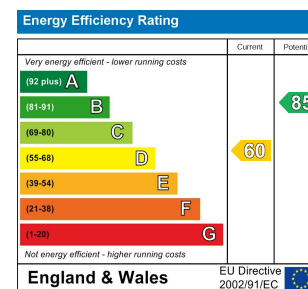 Energy Efficiency Rating
Current Potenti
Very energy efficient - lower running costs
(92 plus) A
(81-91) B
85
(69-80) C
(55-68) D
60
(39-54) E
(21-38) F
(1-20) G
Not energy efficient - higher running costs
England & Wales
EU Directive
2002/91/EC